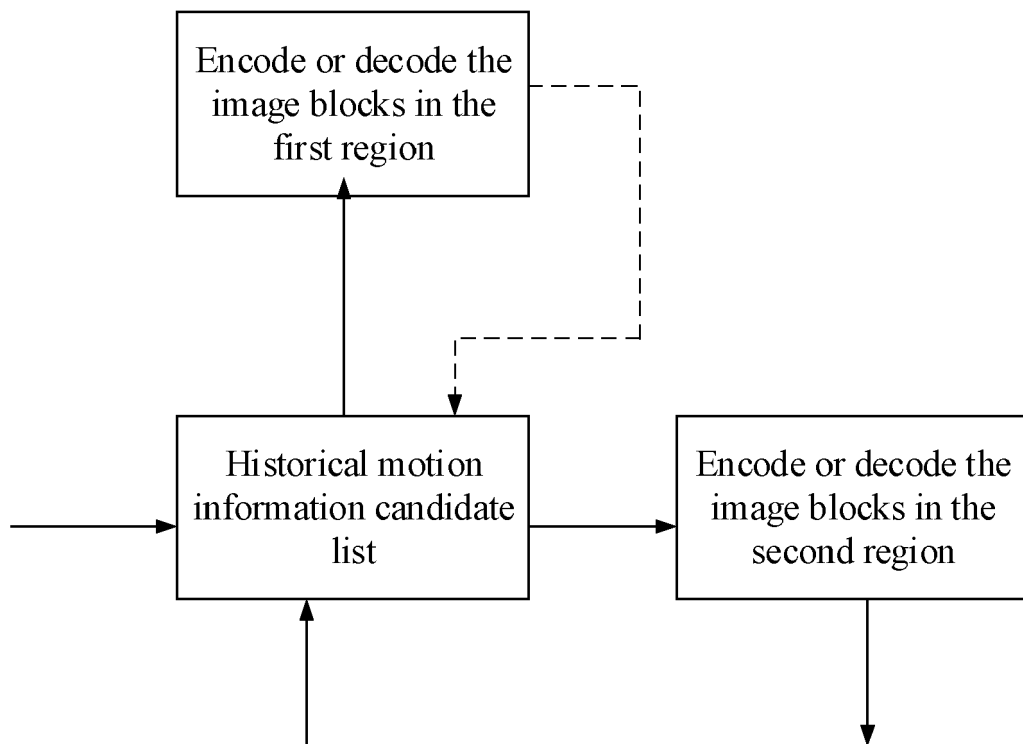 Encode or decode the
image blocks in the
first region
Historical motion
information candidate
list
Encode or decode the
image blocks in the
second region